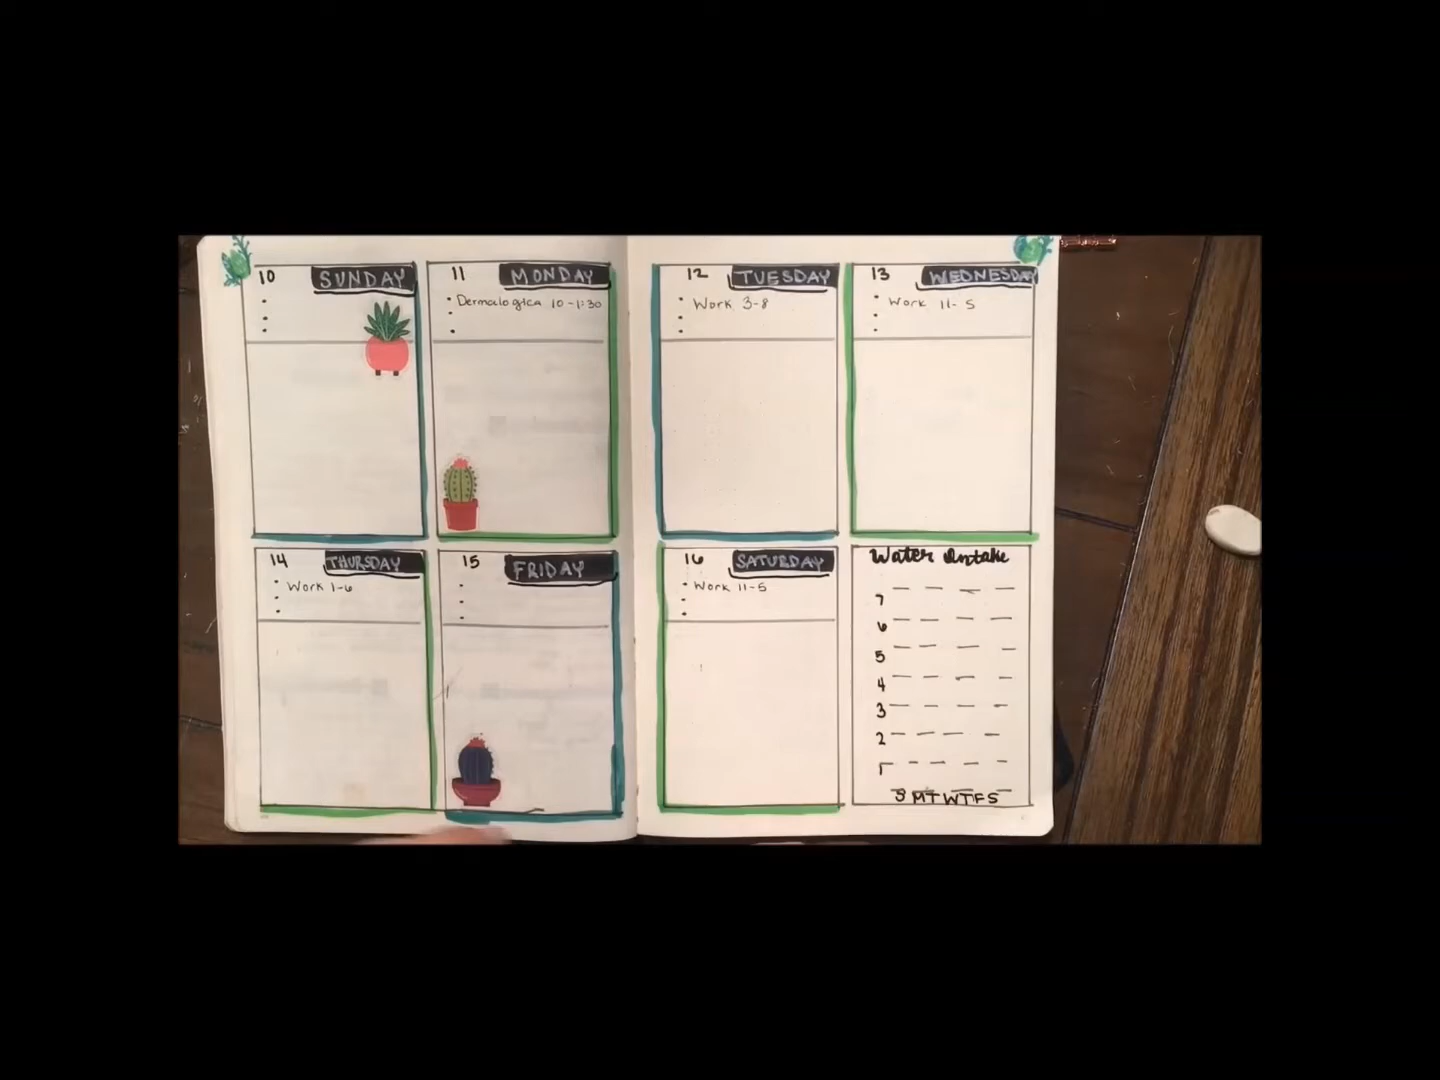 10 SUNDAY
11 MONDAY
Dermalogica 10-1:30
12 TUESDAY
Work 3-8
13 WEDNESDAY
Work 11-5
14 THURSDAY
Work 1-6
15 FRIDAY
16 SATURDAY
Work 11-5
Water Intake
7
6
5
4
3
2
1
S M T W T F S